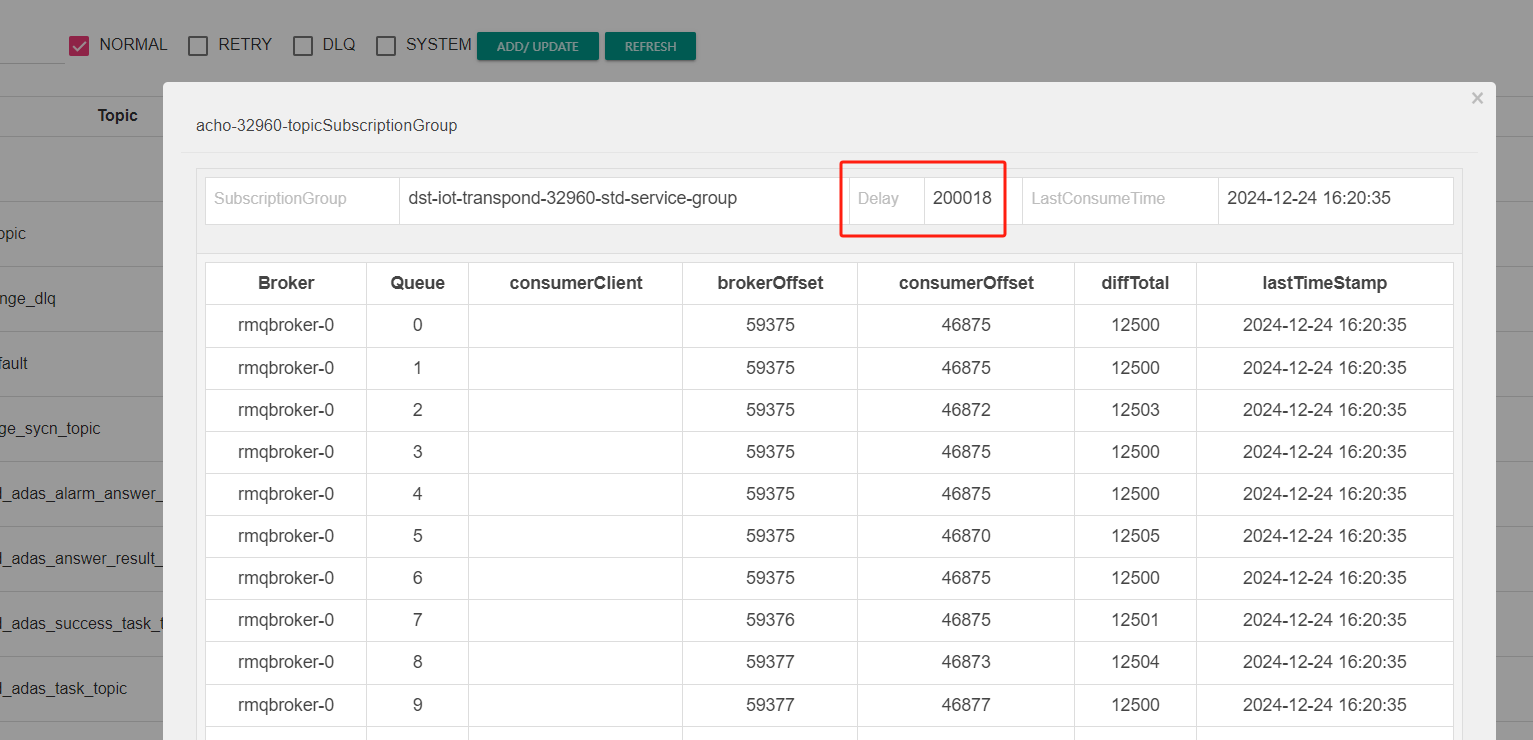 NORMAL RETRY DLQ SYSTEM ADD/ UPDATE REFRESH
Topic
opic
nge_dlq
fault
ge_sycn_topic
_adas_alarm_answer_
_adas_answer_result_
_adas_success_task_t
_adas_task_topic
×
acho-32960-topicSubscriptionGroup
SubscriptionGroup dst-iot-transpond-32960-std-service-group Delay 200018 LastConsumeTime 2024-12-24 16:20:35
Broker Queue consumerClient brokerOffset consumerOffset diffTotal lastTimeStamp
rmqbroker-0 0 59375 46875 12500 2024-12-24 16:20:35
rmqbroker-0 1 59375 46875 12500 2024-12-24 16:20:35
rmqbroker-0 2 59375 46872 12503 2024-12-24 16:20:35
rmqbroker-0 3 59375 46875 12500 2024-12-24 16:20:35
rmqbroker-0 4 59375 46875 12500 2024-12-24 16:20:35
rmqbroker-0 5 59375 46870 12505 2024-12-24 16:20:35
rmqbroker-0 6 59375 46875 12500 2024-12-24 16:20:35
rmqbroker-0 7 59376 46875 12501 2024-12-24 16:20:35
rmqbroker-0 8 59377 46873 12504 2024-12-24 16:20:35
rmqbroker-0 9 59377 46877 12500 2024-12-24 16:20:35